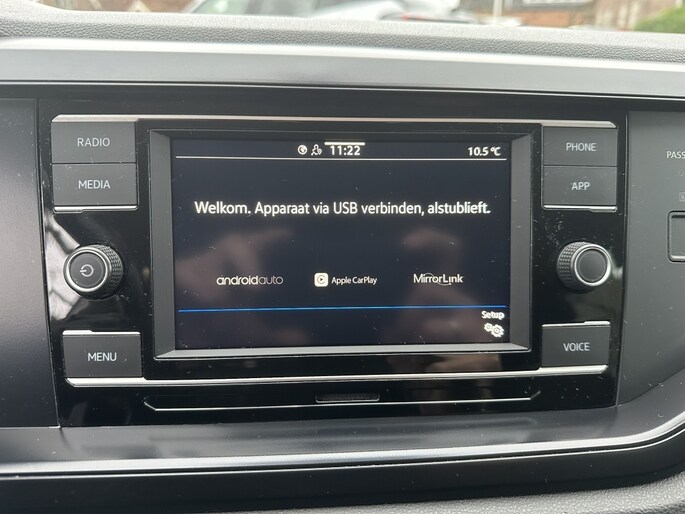 RADIO
MEDIA
MENU
11:22
10.5 °C
Welkom. Apparaat via USB verbinden, alstublieft.
androidauto
Apple CarPlay
MirrorLink
Setup
PHONE
APP
VOICE
PASS